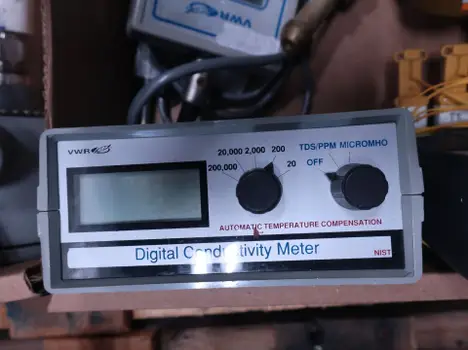 VWR
VWR
20,000 2,000 200
200,000
20
TDS/PPM MICROMHO
OFF
AUTOMATIC TEMPERATURE COMPENSATION
Digital Conductivity Meter
NIST